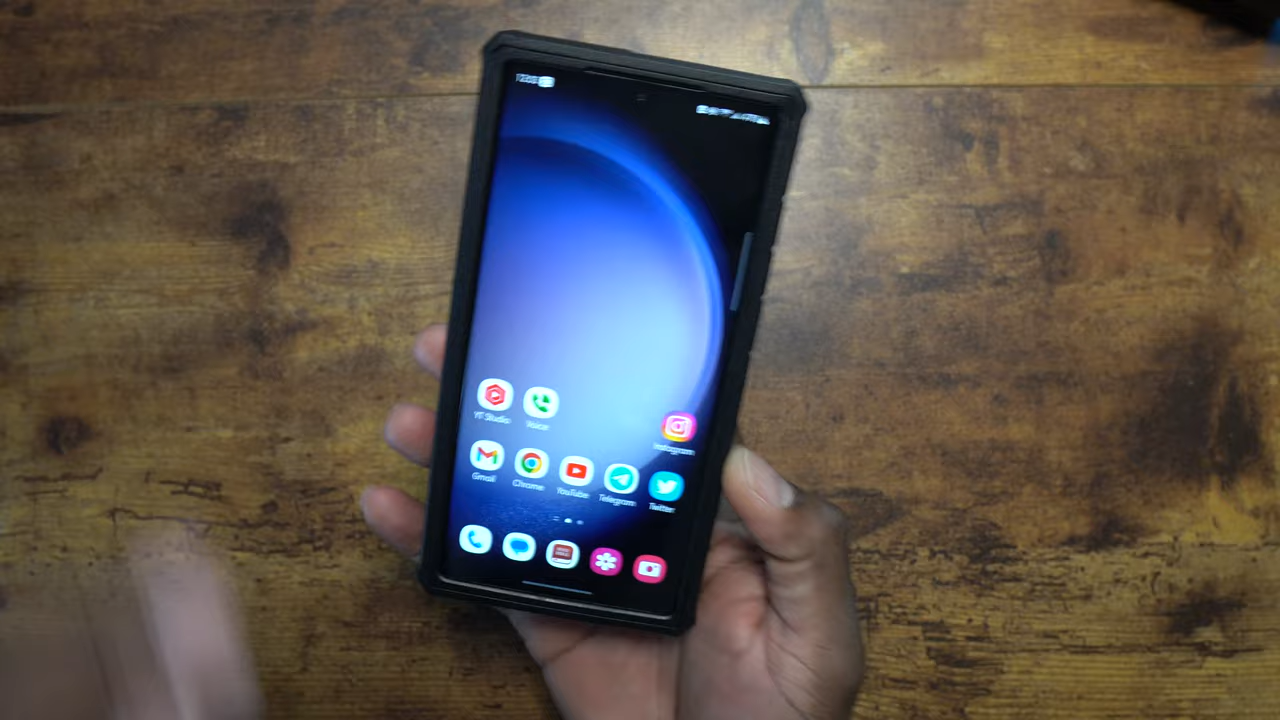 YT Studio
Voice
Instagram
Gmail
Chrome
YouTube
Telegram
Twitter